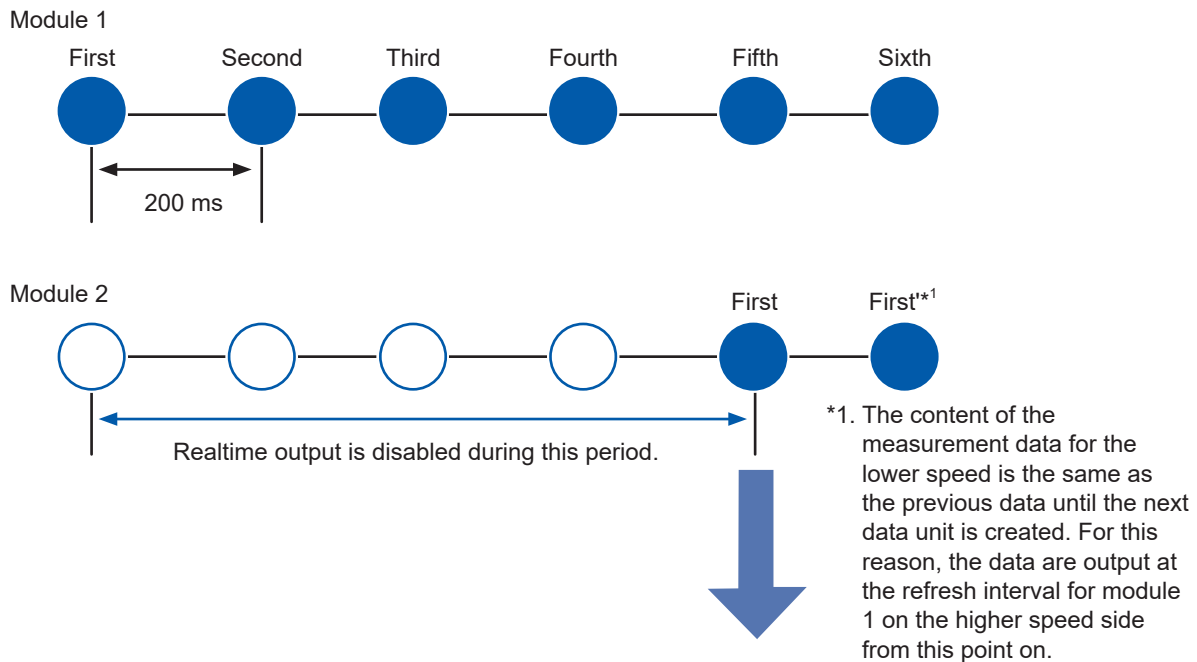 Module 1
First Second Third Fourth Fifth Sixth
200 ms
Module 2
First First'*1
Realtime output is disabled during this period.
*1. The content of the
measurement data for the
lower speed is the same as
the previous data until the next
data unit is created. For this
reason, the data are output at
the refresh interval for module
1 on the higher speed side
from this point on.